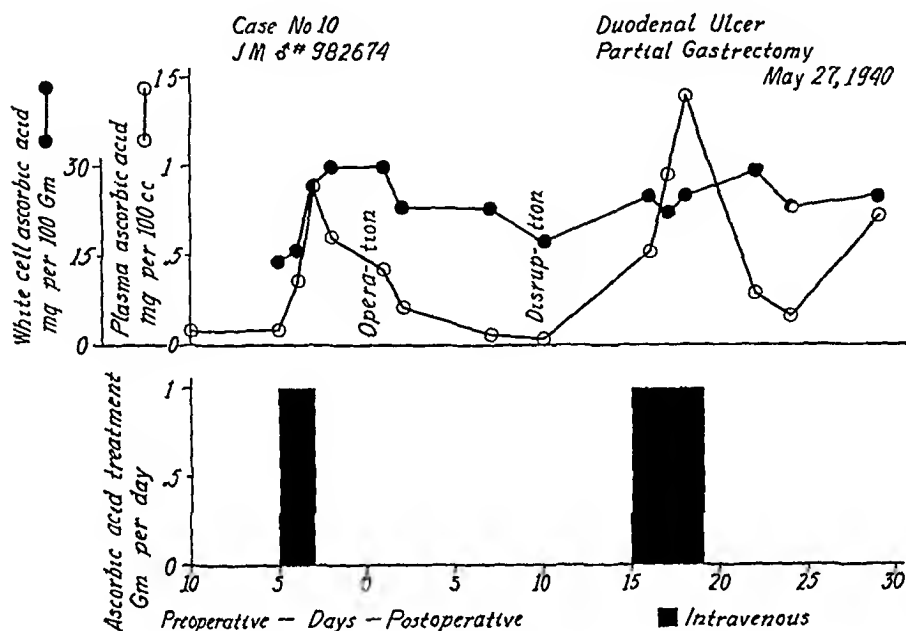 Case No 10
J M ♂# 982674
Duodenal Ulcer
Partial Gastrectomy
May 27, 1940
White cell ascorbic acid
mg per 100 Gm
Plasma ascorbic acid
mg per 100 cc
30
15
0
15
1
.5
0
Opera-tion
Disrup-tion
Ascorbic acid treatment
Gm per day
1
.5
0
10
5
0
5
10
15
20
25
30
Preoperative — Days — Postoperative
Intravenous